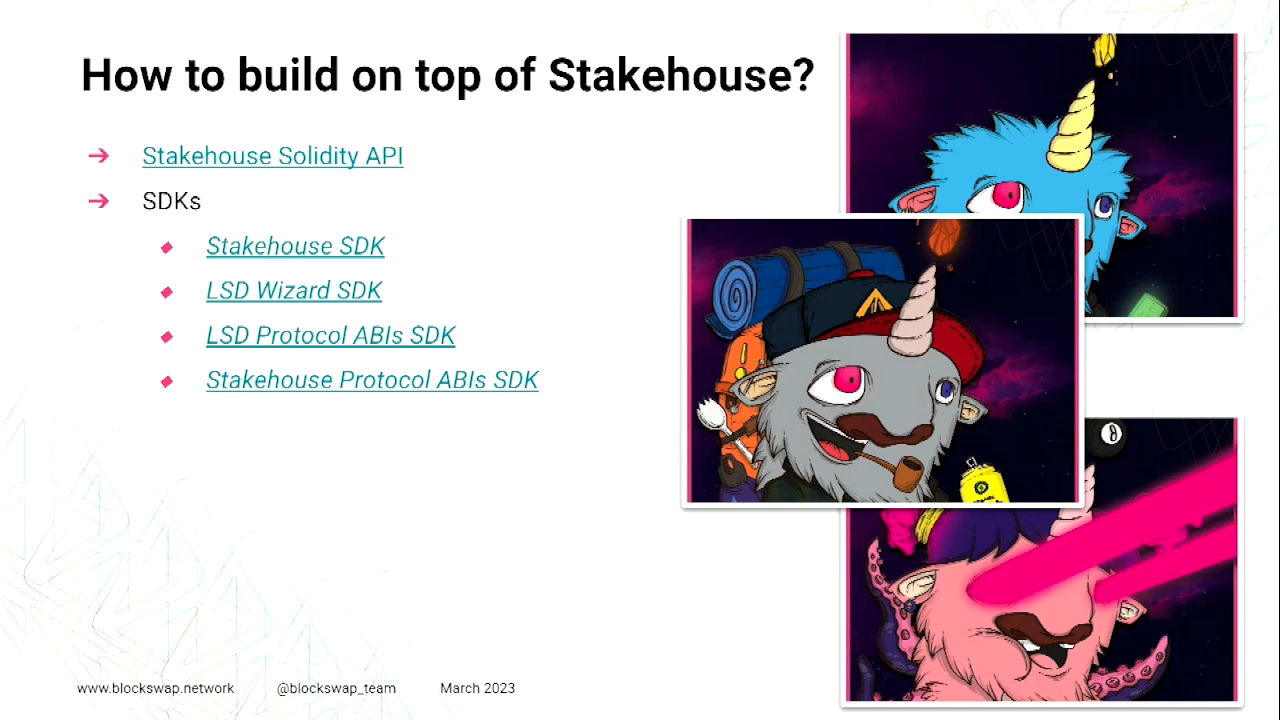 How to build on top of Stakehouse?
➔ Stakehouse Solidity API
➔ SDKs
◆ Stakehouse SDK
◆ LSD Wizard SDK
◆ LSD Protocol ABIs SDK
◆ Stakehouse Protocol ABIs SDK
8
www.blockswap.network @blockswap_team March 2023